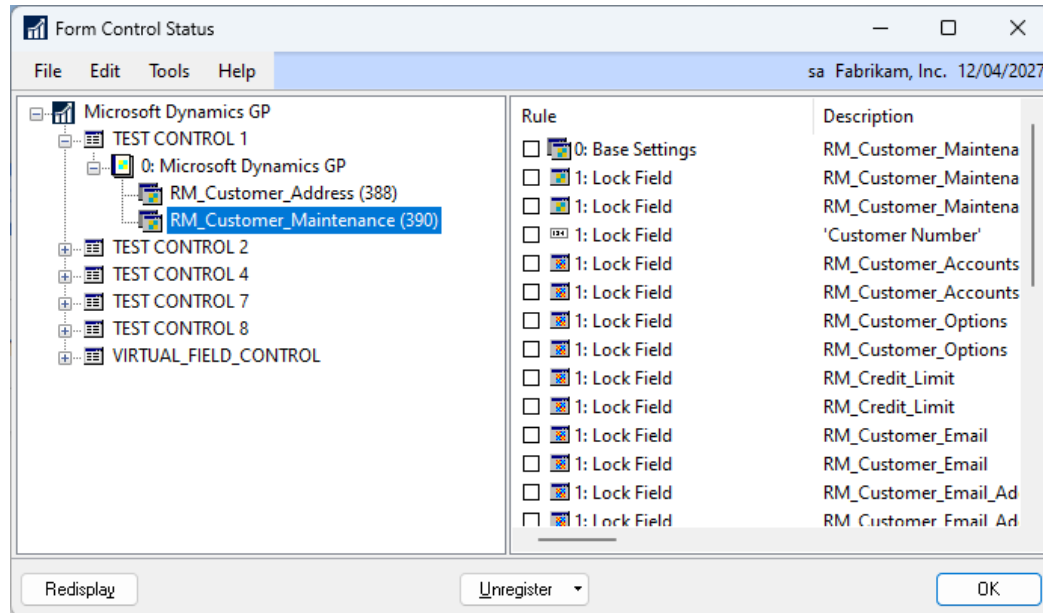 Form Control Status
File Edit Tools Help
sa Fabrikam, Inc. 12/04/2027
Microsoft Dynamics GP
TEST CONTROL 1
0: Microsoft Dynamics GP
RM_Customer_Address (388)
RM_Customer_Maintenance (390)
TEST CONTROL 2
TEST CONTROL 4
TEST CONTROL 7
TEST CONTROL 8
VIRTUAL_FIELD_CONTROL
Rule Description
0: Base Settings RM_Customer_Maintena
1: Lock Field RM_Customer_Maintena
1: Lock Field RM_Customer_Maintena
1: Lock Field 'Customer Number'
1: Lock Field RM_Customer_Accounts
1: Lock Field RM_Customer_Accounts
1: Lock Field RM_Customer_Options
1: Lock Field RM_Customer_Options
1: Lock Field RM_Credit_Limit
1: Lock Field RM_Credit_Limit
1: Lock Field RM_Customer_Email
1: Lock Field RM_Customer_Email
1: Lock Field RM_Customer_Email_Ad
1: Lock Field RM_Customer_Email_Ad
Redisplay Unregister OK